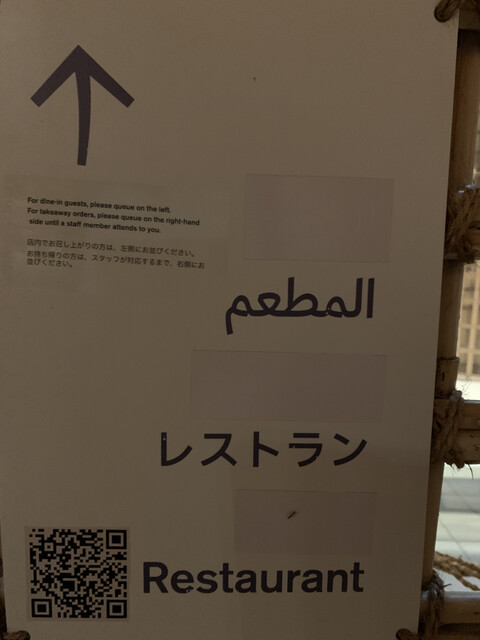 For dine-in guests, please queue on the left.
For takeaway orders, please queue on the right-hand
side until a staff member attends to you.
店内でお召し上がりの方は、左側にお並びください。
お持ち帰りの方は、スタッフが対応するまで、右側にお
並びください。
المطعم
レストラン
Restaurant